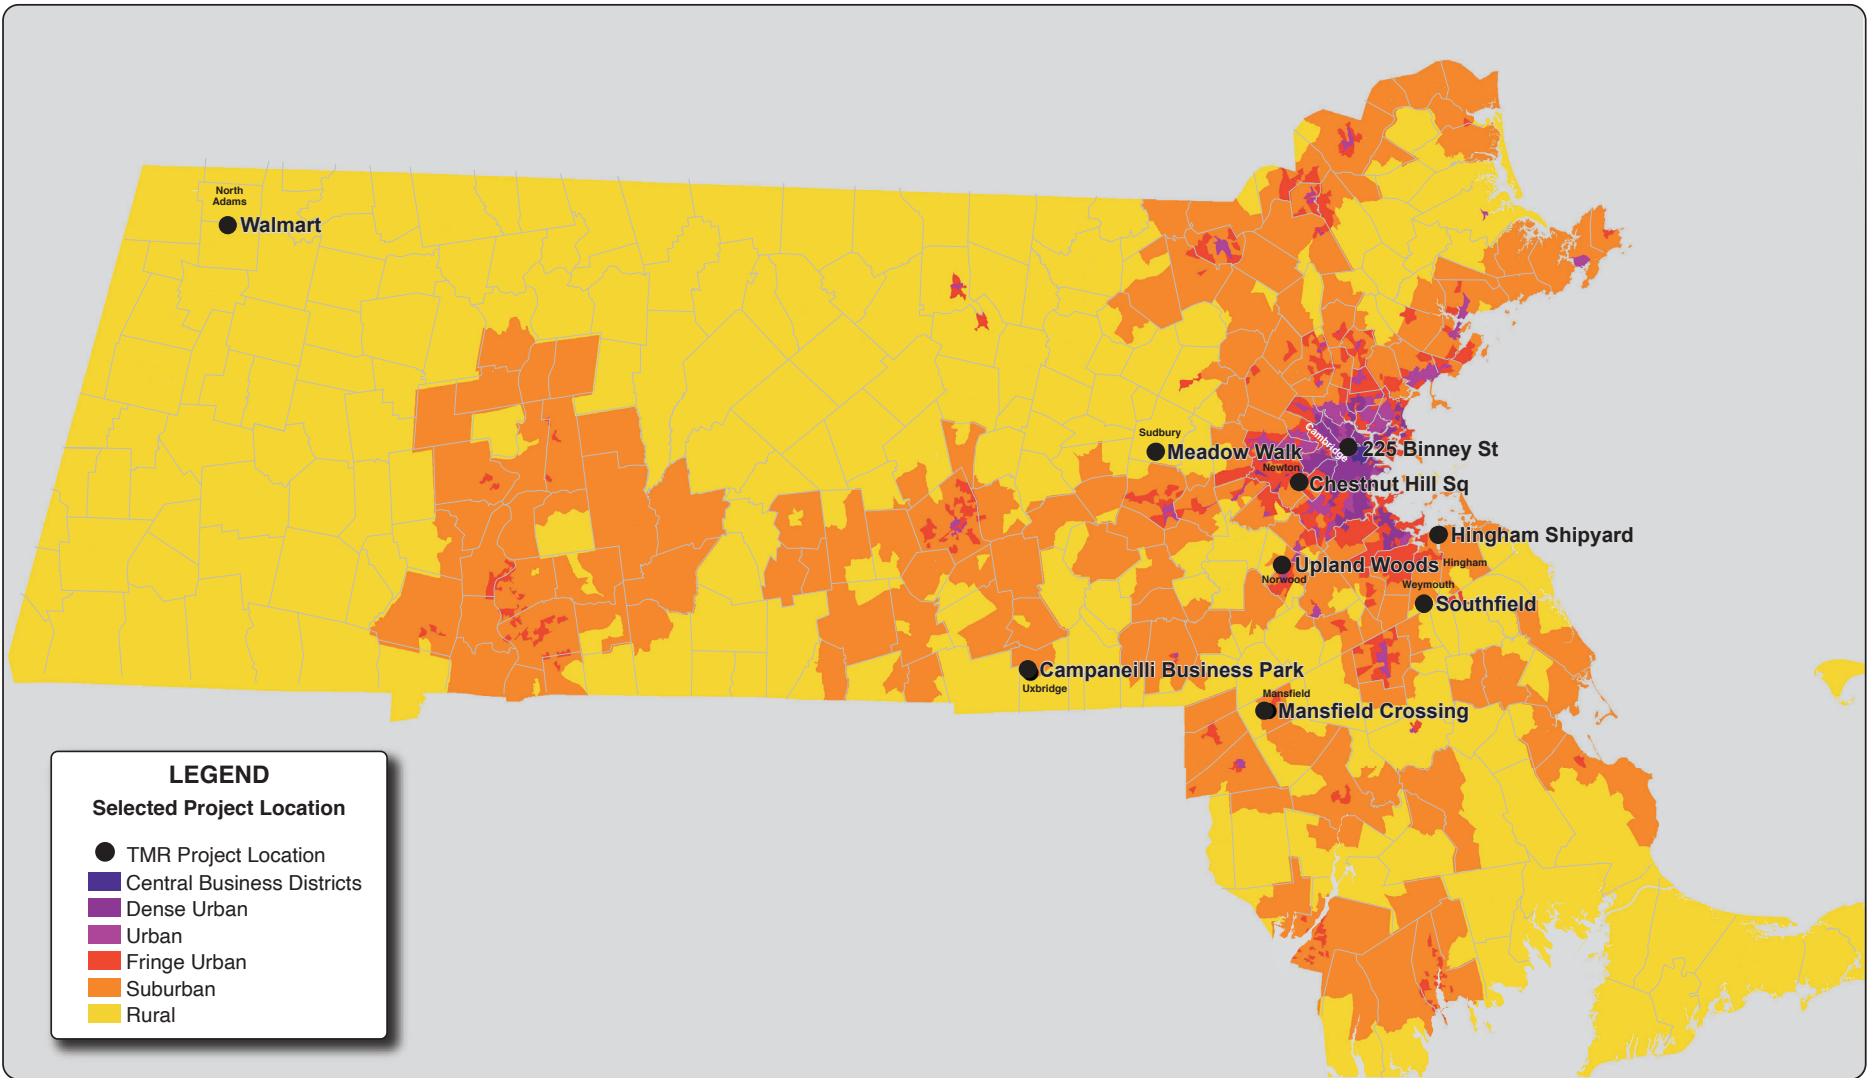 North
Adams
Walmart
Sudbury
Meadow Walk
Cambridge
225 Binney St
Newton
Chestnut Hill Sq
Hingham Shipyard
Hingham
Upland Woods
Norwood
Weymouth
Southfield
Campaneilli Business Park
Uxbridge
Mansfield
Mansfield Crossing
LEGEND
Selected Project Location
TMR Project Location
Central Business Districts
Dense Urban
Urban
Fringe Urban
Suburban
Rural